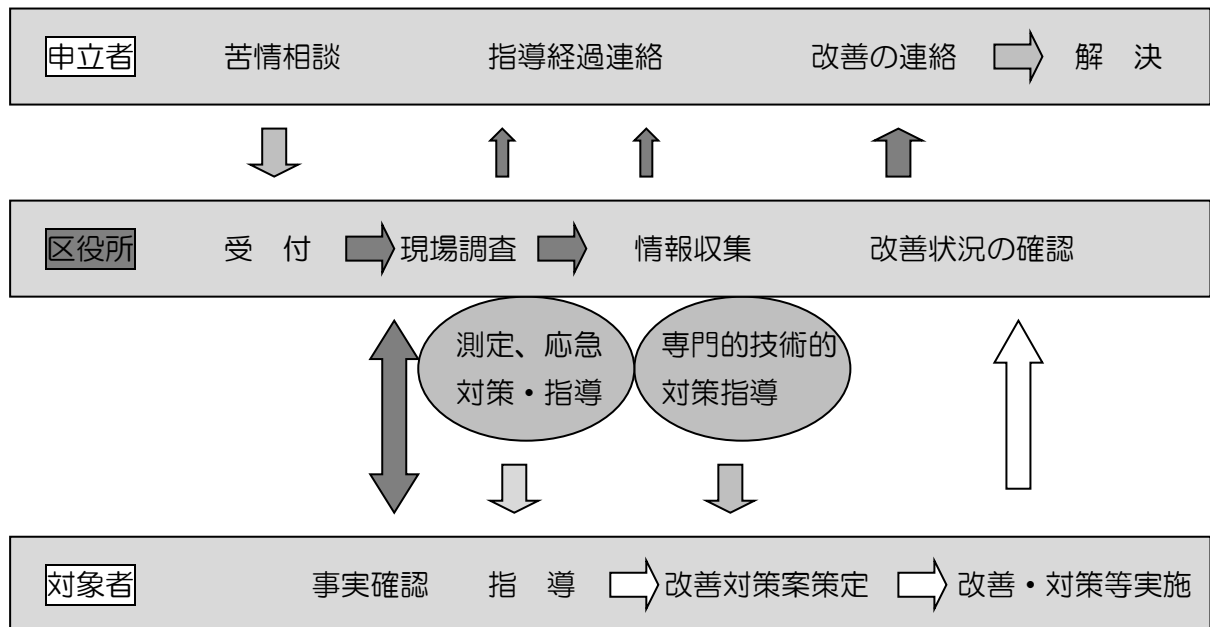 申立者 苦情相談 指導経過連絡 改善の連絡 解 決
区役所 受 付 現場調査 情報収集 改善状況の確認
測定、応急
対策・指導
専門的技術的
対策指導
対象者 事実確認 指 導 改善対策案策定 改善・対策等実施